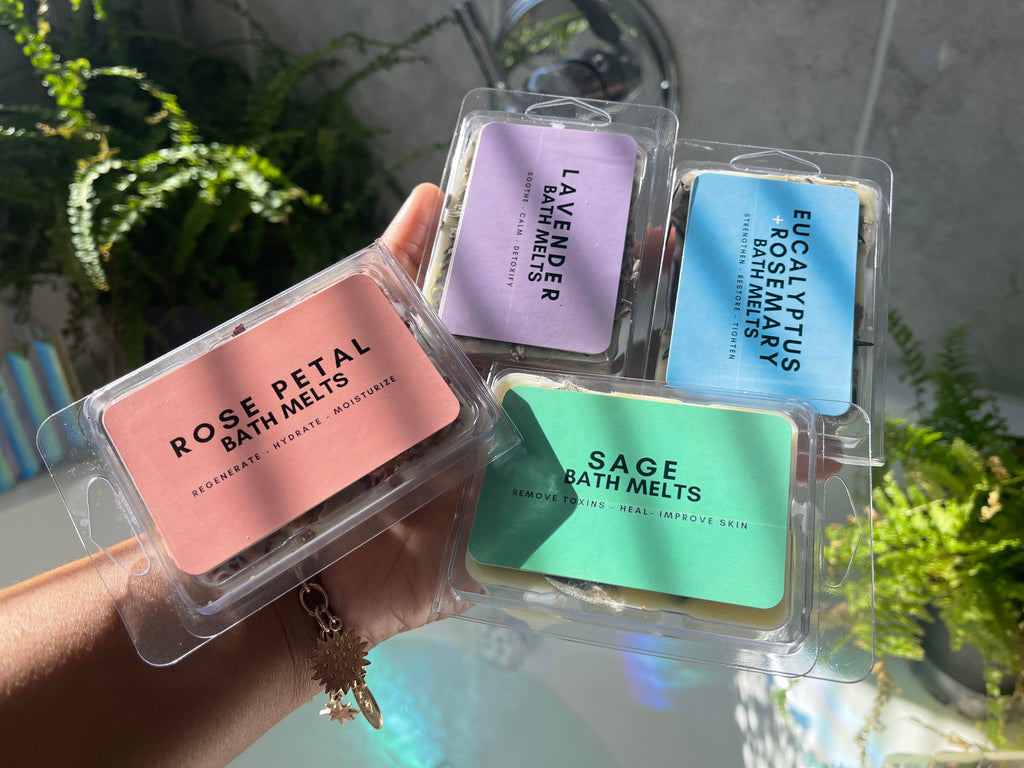 LAVENDER
BATH MELTS
SOOTHE · CALM · DETOXIFY
EUCALYPTUS
+ ROSEMARY
BATH MELTS
STRENGTHEN - RESTORE - TIGHTEN
ROSE PETAL
BATH MELTS
REGENERATE - HYDRATE - MOISTURIZE
SAGE
BATH MELTS
REMOVE TOXINS - HEAL- IMPROVE SKIN